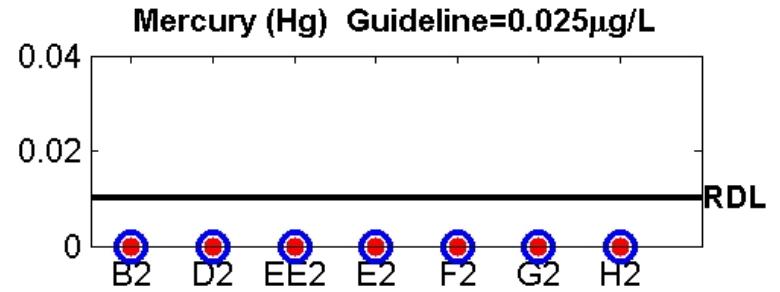 Mercury (Hg) Guideline=0.025µg/L
0.04
0.02
RDL
0
B2 D2 EE2 E2 F2 G2 H2